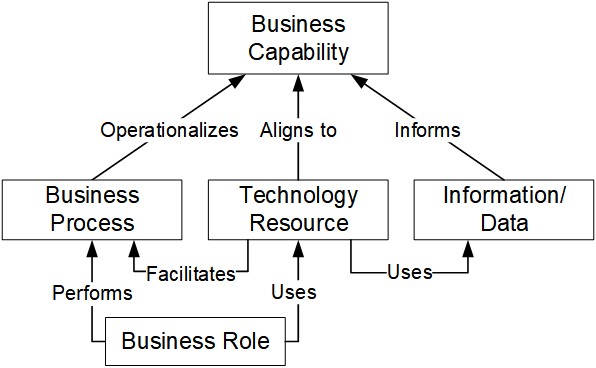 Business
Capability
Operationalizes
Aligns to
Informs
Business
Process
Technology
Resource
Information/
Data
Facilitates
Uses
Performs
Uses
Business Role